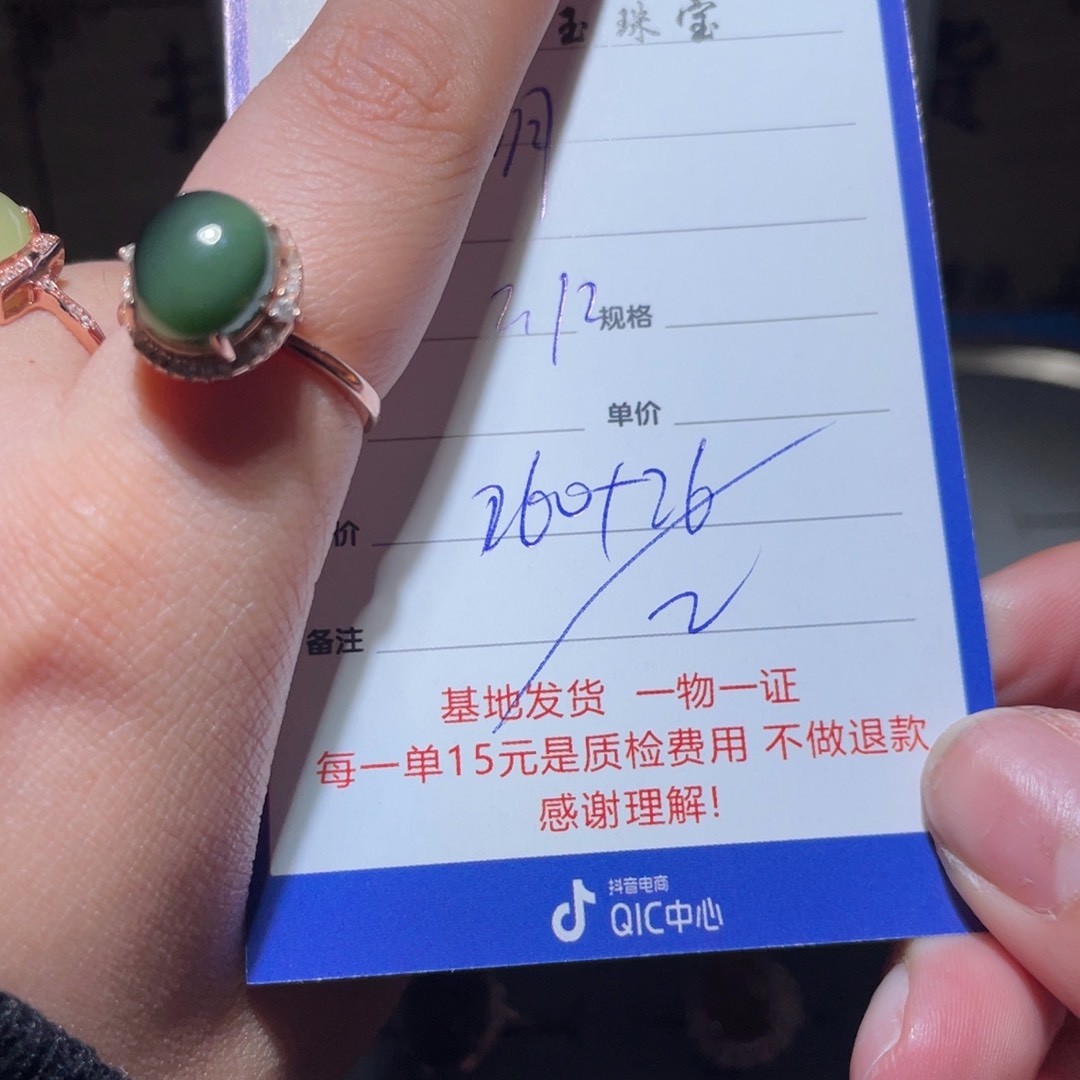 玉珠宝
规格
单价
260+26
价
2
备注
基地发货 一物一证
每一单15元是质检费用 不做退款
感谢理解!
抖音电商
QIC中心